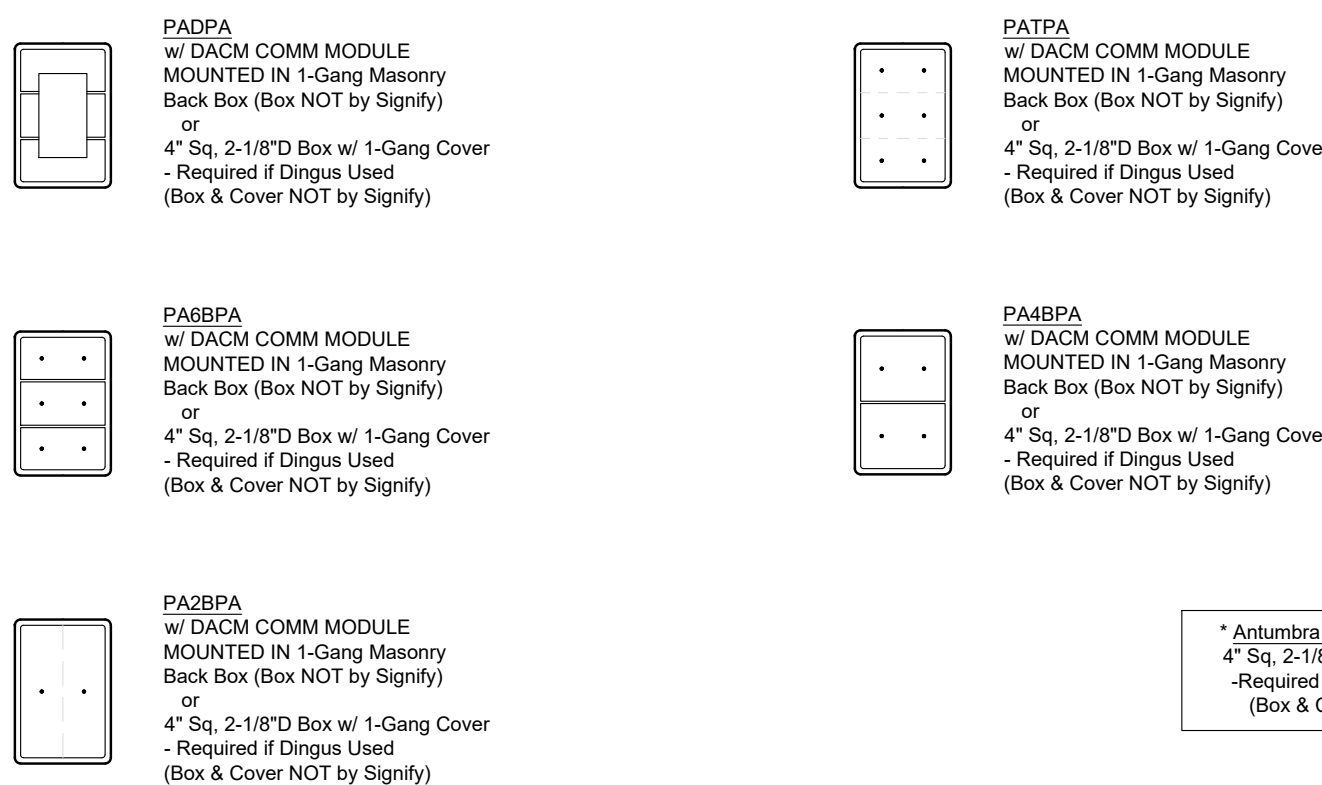 PADPA
w/ DACM COMM MODULE
MOUNTED IN 1-Gang Masonry
Back Box (Box NOT by Signify)
or
4" Sq, 2-1/8"D Box w/ 1-Gang Cover
- Required if Dingus Used
(Box & Cover NOT by Signify)
PATPA
w/ DACM COMM MODULE
MOUNTED IN 1-Gang Masonry
Back Box (Box NOT by Signify)
or
4" Sq, 2-1/8"D Box w/ 1-Gang Cove
- Required if Dingus Used
(Box & Cover NOT by Signify)
PA6BPA
w/ DACM COMM MODULE
MOUNTED IN 1-Gang Masonry
Back Box (Box NOT by Signify)
or
4" Sq, 2-1/8"D Box w/ 1-Gang Cover
- Required if Dingus Used
(Box & Cover NOT by Signify)
PA4BPA
w/ DACM COMM MODULE
MOUNTED IN 1-Gang Masonry
Back Box (Box NOT by Signify)
or
4" Sq, 2-1/8"D Box w/ 1-Gang Cove
- Required if Dingus Used
(Box & Cover NOT by Signify)
PA2BPA
w/ DACM COMM MODULE
MOUNTED IN 1-Gang Masonry
Back Box (Box NOT by Signify)
or
4" Sq, 2-1/8"D Box w/ 1-Gang Cover
- Required if Dingus Used
(Box & Cover NOT by Signify)
* Antumbra
4" Sq, 2-1/8
-Required
(Box & C